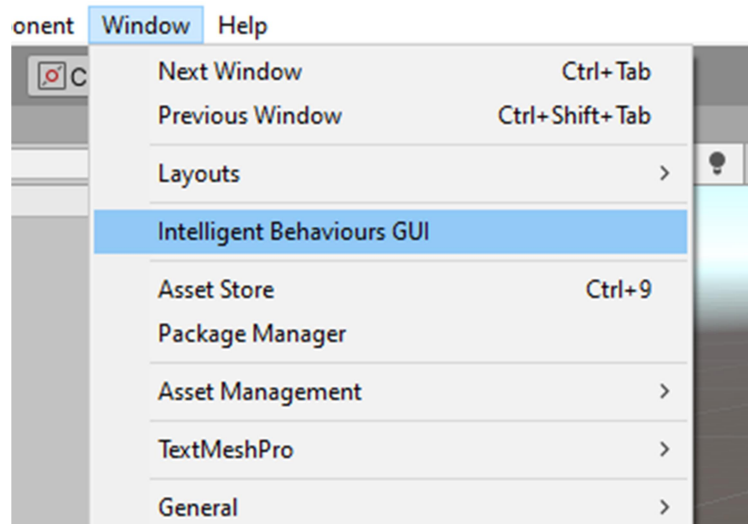 onent Window Help
C
Next Window Ctrl+Tab
Previous Window Ctrl+Shift+Tab
Layouts
Intelligent Behaviours GUI
Asset Store Ctrl+9
Package Manager
Asset Management
TextMeshPro
General